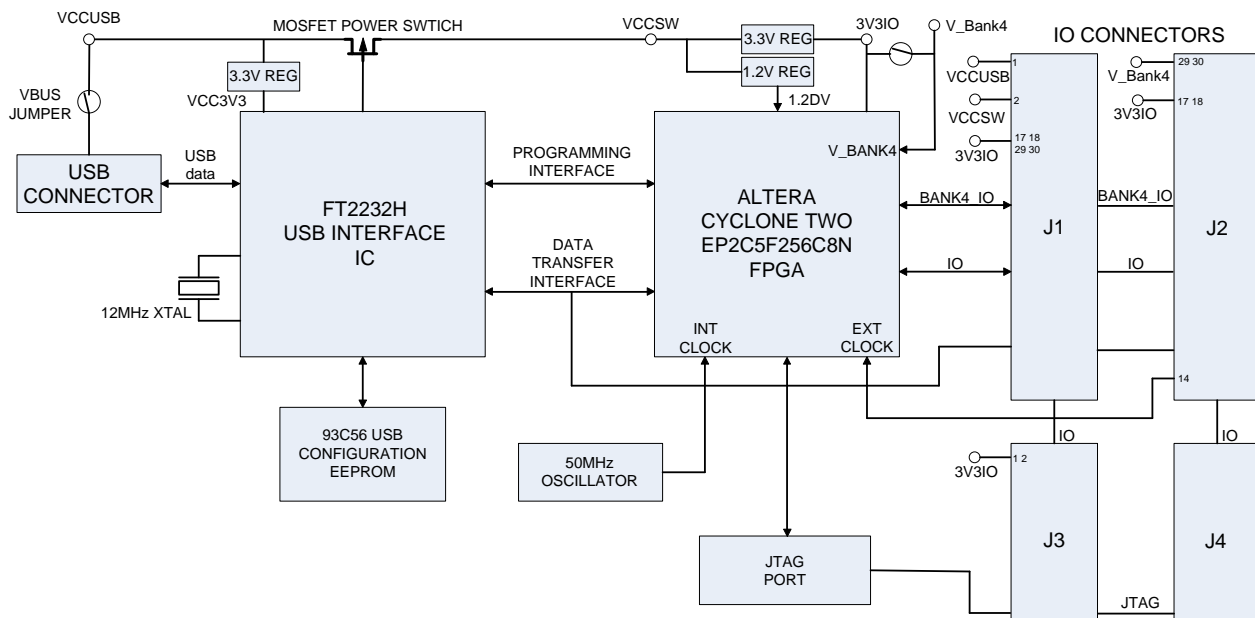 VCCUSB
MOSFET POWER SWTICH
VCCSW
3V3IO
V_Bank4
IO CONNECTORS
3.3V REG
3.3V REG
1.2V REG
VCC3V3
1.2DV
VBUS
JUMPER
VCCUSB
1
VCCSW
2
3V3IO
17 18
29 30
V_Bank4
29 30
3V3IO
17 18
USB
CONNECTOR
USB
data
FT2232H
USB INTERFACE
IC
PROGRAMMING
INTERFACE
DATA
TRANSFER
INTERFACE
V_BANK4
ALTERA
CYCLONE TWO
EP2C5F256C8N
FPGA
BANK4_IO
IO
J1
BANK4_IO
IO
J2
12MHz XTAL
INT
CLOCK
EXT
CLOCK
14
93C56 USB
CONFIGURATION
EEPROM
50MHz
OSCILLATOR
IO
IO
3V3IO
1 2
J3
J4
JTAG
PORT
JTAG